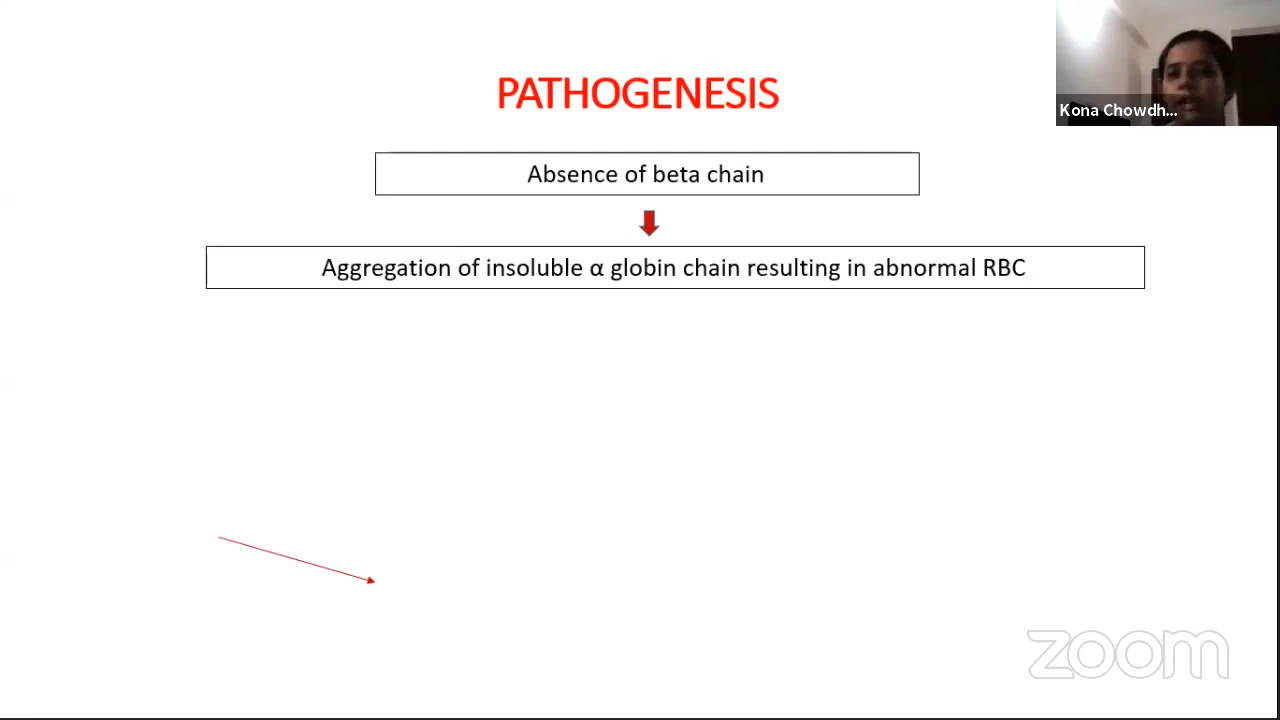 PATHOGENESIS
Kona Chowdh...
Absence of beta chain
Aggregation of insoluble α globin chain resulting in abnormal RBC
zoom